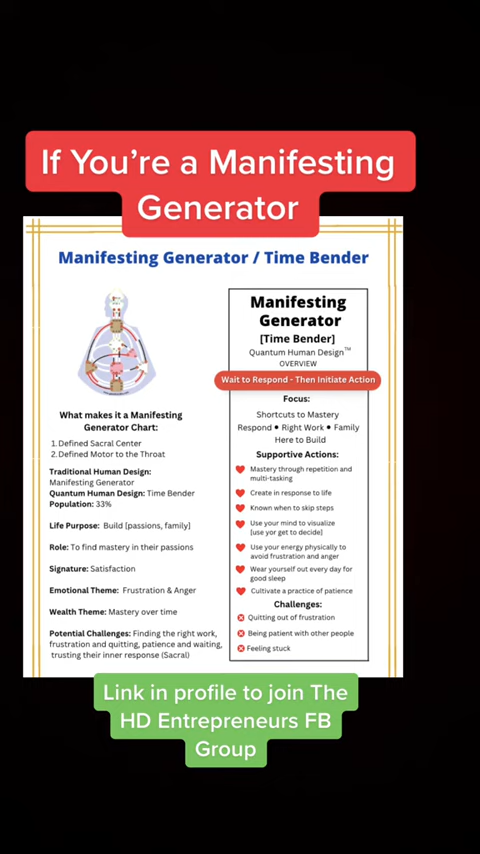 If You're a Manifesting
Generator
Manifesting Generator / Time Bender
What makes it a Manifesting
Generator Chart:
1. Defined Sacral Center
2. Defined Motor to the Throat
Traditional Human Design:
Manifesting Generator
Quantum Human Design: Time Bender
Population: 33%
Life Purpose: Build [passions, family]
Role: To find mastery in their passions
Signature: Satisfaction
Emotional Theme: Frustration & Anger
Wealth Theme: Mastery over time
Potential Challenges: Finding the right work,
frustration and quitting, patience and waiting,
trusting their inner response (Sacral)
Manifesting
Generator
[Time Bender]
Quantum Human Design™
OVERVIEW
Wait to Respond - Then Initiate Action
Focus:
Shortcuts to Mastery
Respond • Right Work • Family
Here to Build
Supportive Actions:
Mastery through repetition and
multi-tasking
Create in response to life
Known when to skip steps
Use your mind to visualize
[use yor get to decide]
Use your energy physically to
avoid frustration and anger
Wear yourself out every day for
good sleep
Cultivate a practice of patience
Challenges:
Quitting out of frustration
Being patient with other people
Feeling stuck
Link in profile to join The
HD Entrepreneurs FB
Group